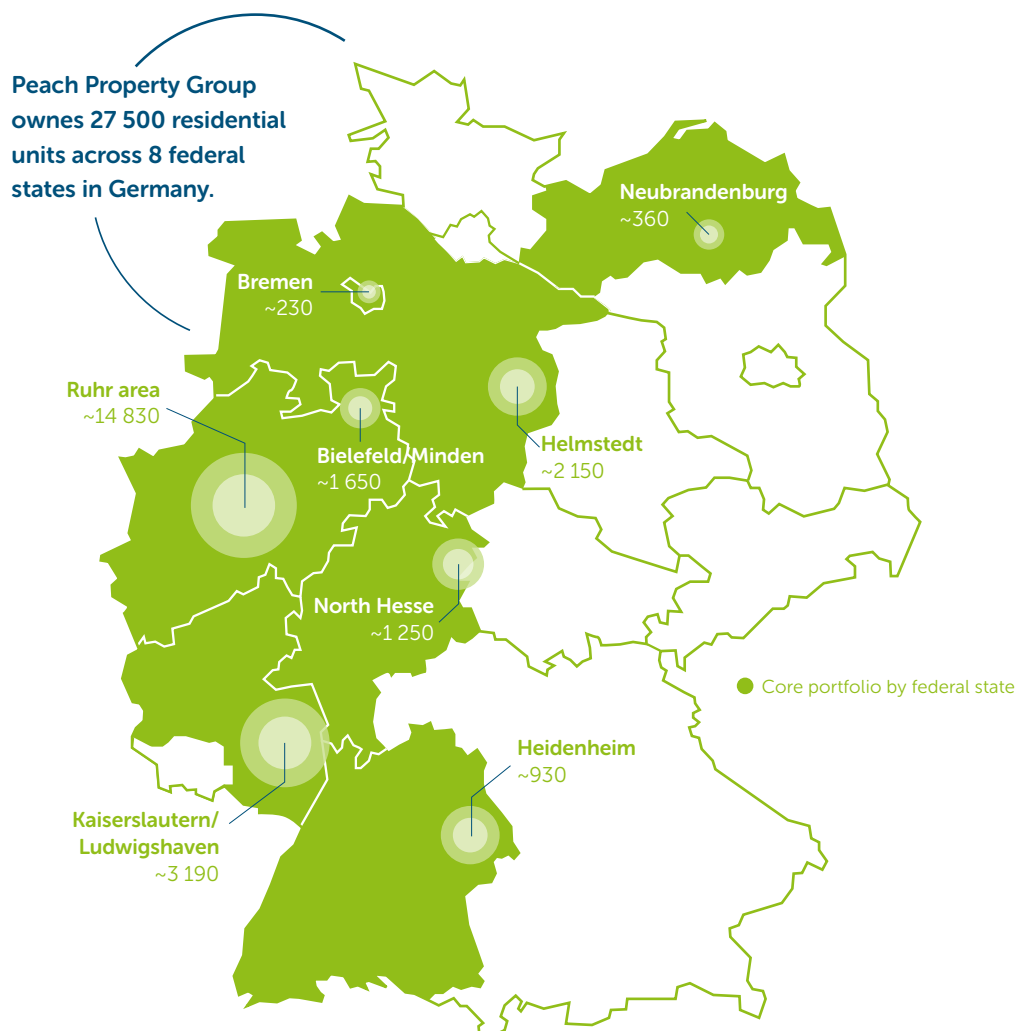 Peach Property Group
ownes 27 500 residential
units across 8 federal
states in Germany.
Neubrandenburg
~360
Bremen
~230
Ruhr area
~14 830
Bielefeld/Minden
~1 650
Helmstedt
~2 150
North Hesse
~1 250
Core portfolio by federal state
Heidenheim
~930
Kaiserslautern/
Ludwigshaven
~3 190